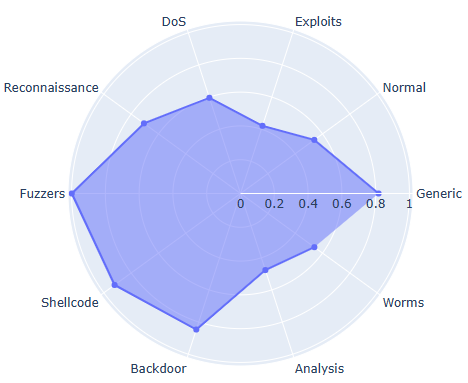 DoS
Exploits
Reconnaissance
Normal
Fuzzers
Generic
0 0.2 0.4 0.6 0.8 1
Shellcode
Worms
Backdoor
Analysis